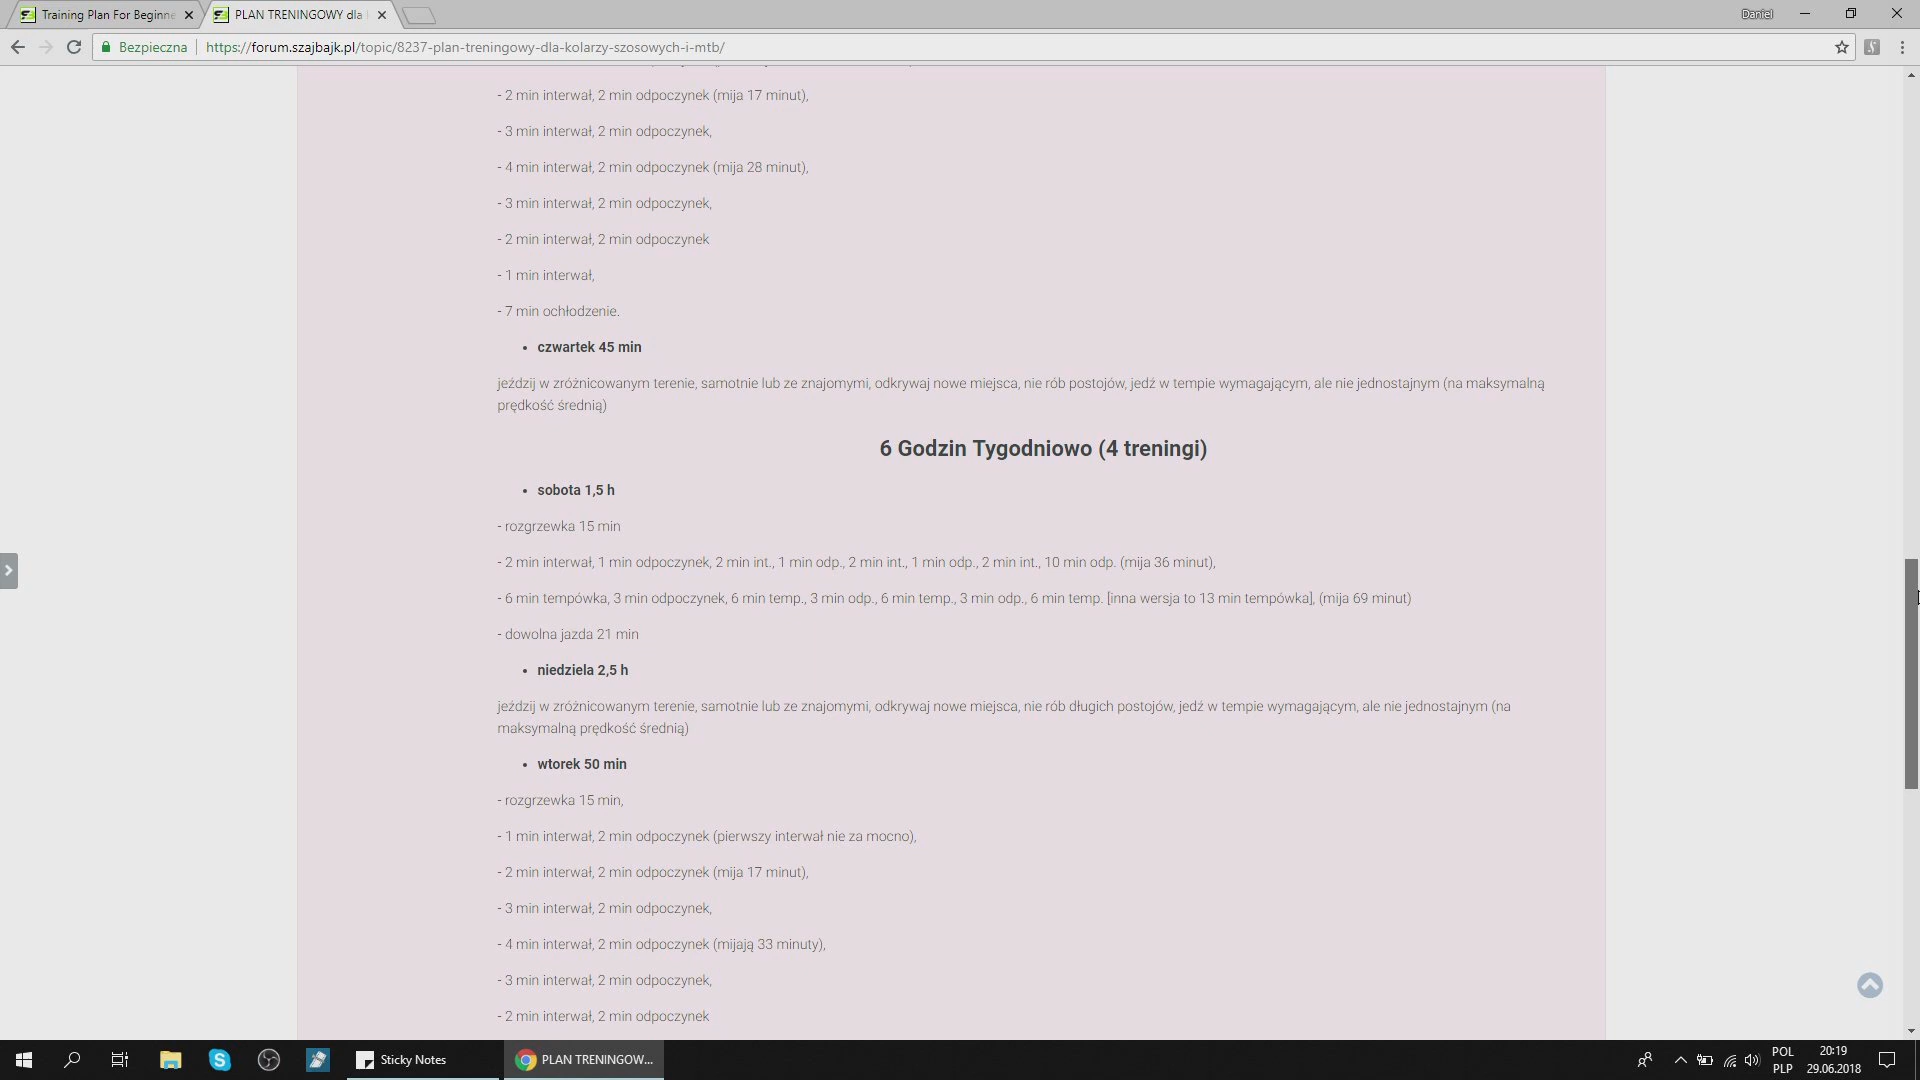 Training Plan For Beginne
PLAN TRENINGOWY dla
Daniel
Bezpieczna
https://forum.szajbajk.pl/topic/8237-plan-treningowy-dla-kolarzy-szosowych-i-mtb/
- 2 min interwał, 2 min odpoczynek (mija 17 minut),
- 3 min interwał, 2 min odpoczynek,
- 4 min interwał, 2 min odpoczynek (mija 28 minut),
- 3 min interwał, 2 min odpoczynek,
- 2 min interwał, 2 min odpoczynek
- 1 min interwał,
- 7 min ochłodzenie.
• czwartek 45 min
jeździj w zróżnicowanym terenie, samotnie lub ze znajomymi, odkrywaj nowe miejsca, nie rób postojów, jedź w tempie wymagającym, ale nie jednostajnym (na maksymalną
prędkość średnią)
6 Godzin Tygodniowo (4 treningi)
• sobota 1,5 h
- rozgrzewka 15 min
- 2 min interwał, 1 min odpoczynek, 2 min int., 1 min odp., 2 min int., 1 min odp., 2 min int., 10 min odp. (mija 36 minut),
- 6 min tempówka, 3 min odpoczynek, 6 min temp., 3 min odp., 6 min temp., 3 min odp., 6 min temp. [inna wersja to 13 min tempówka], (mija 69 minut)
- dowolna jazda 21 min
• niedziela 2,5 h
jeździj w zróżnicowanym terenie, samotnie lub ze znajomymi, odkrywaj nowe miejsca, nie rób długich postojów, jedź w tempie wymagającym, ale nie jednostajnym (na
maksymalną prędkość średnią)
• wtorek 50 min
- rozgrzewka 15 min,
- 1 min interwał, 2 min odpoczynek (pierwszy interwał nie za mocno),
- 2 min interwał, 2 min odpoczynek (mija 17 minut),
- 3 min interwał, 2 min odpoczynek,
- 4 min interwał, 2 min odpoczynek (mijają 33 minuty),
- 3 min interwał, 2 min odpoczynek,
- 2 min interwał, 2 min odpoczynek
Sticky Notes
PLAN TRENINGOW...
POL
PLP
20:19
29.06.2018